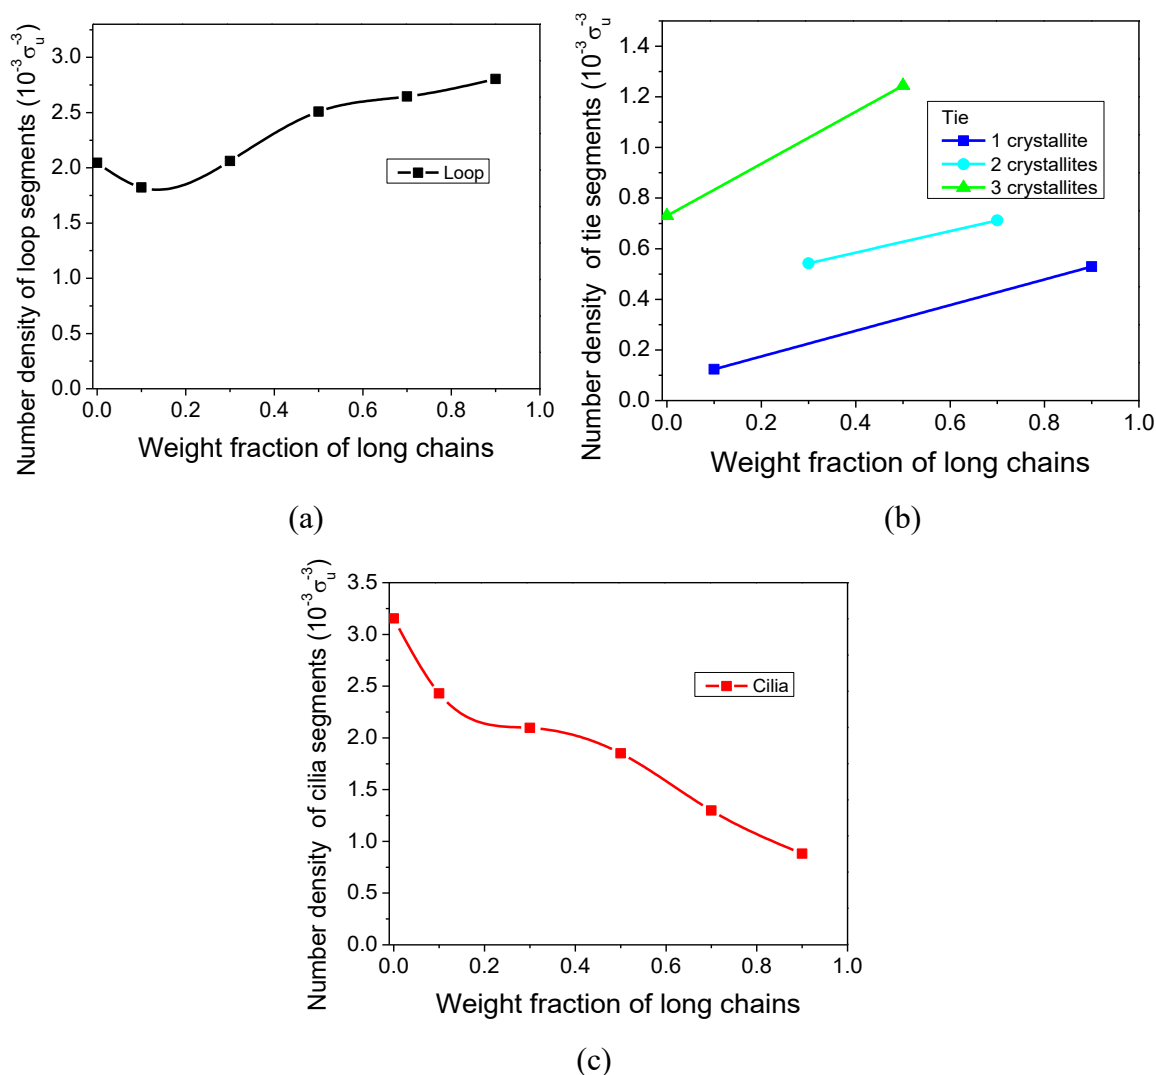 3.0
2.5
2.0
1.5
1.0
0.5
0.0
0.0 0.2 0.4 0.6 0.8 1.0
Number density of loop segments (10⁻³σᵤ⁻³)
Weight fraction of long chains
Loop
(a)
1.4
1.2
1.0
0.8
0.6
0.4
0.2
0.0
0.0 0.2 0.4 0.6 0.8 1.0
Number density of tie segments (10⁻³σᵤ⁻³)
Weight fraction of long chains
Tie
1 crystallite
2 crystallites
3 crystallites
(b)
3.5
3.0
2.5
2.0
1.5
1.0
0.5
0.0
0.0 0.2 0.4 0.6 0.8 1.0
Number density of cilia segments (10⁻³σᵤ⁻³)
Weight fraction of long chains
Cilia
(c)